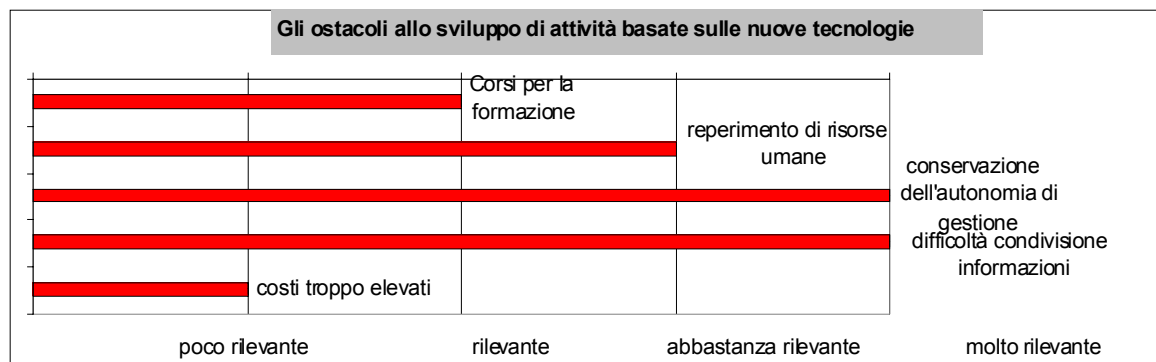 Gli ostacoli allo sviluppo di attività basate sulle nuove tecnologie
Corsi per la
formazione
reperimento di risorse
umane
conservazione
dell'autonomia di
gestione
difficoltà condivisione
informazioni
costi troppo elevati
poco rilevante
rilevante
abbastanza rilevante
molto rilevante